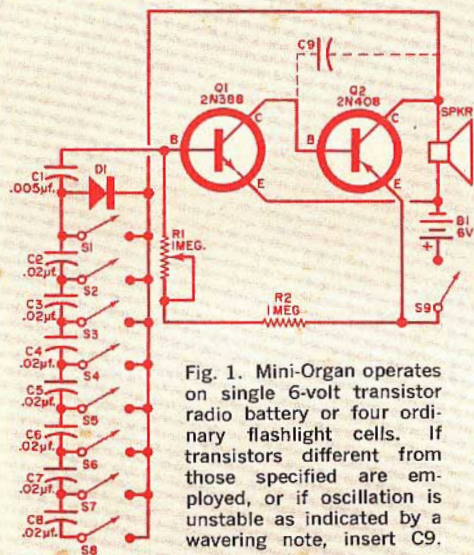 C9
Q1
2N388
Q2
2N408
SPKR
C
C
B
B
E
E
C1
.005µf.
D1
B1
6V
+
S1
R1
1MEG.
C2
.02µf.
S2
S9
R2
1MEG
C3
.02µf.
S3
C4
.02µf.
S4
C5
.02µf.
S5
C6
.02µf.
S6
C7
.02µf.
S7
C8
.02µf.
S8
Fig. 1. Mini-Organ operates
on single 6-volt transistor
radio battery or four ordi-
nary flashlight cells. If
transistors different from
those specified are em-
ployed, or if oscillation is
unstable as indicated by a
wavering note, insert C9.